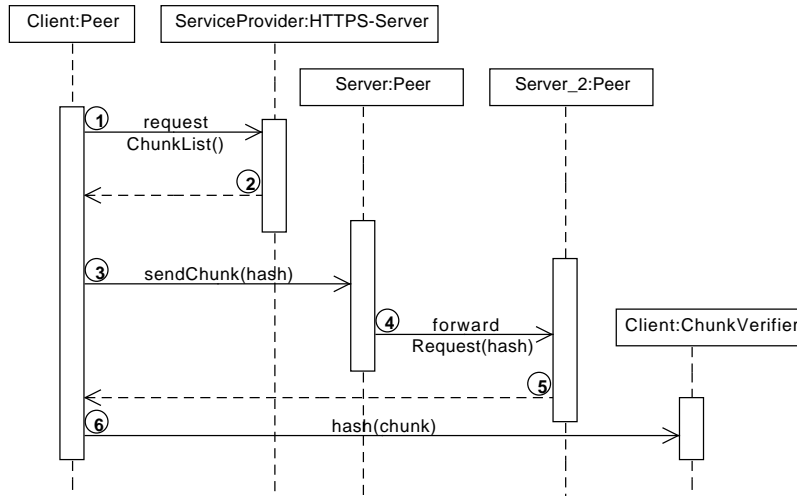 Client:Peer
ServiceProvider:HTTPS-Server
Server:Peer
Server_2:Peer
1
request
ChunkList()
2
3
sendChunk(hash)
4
forward
Request(hash)
Client:ChunkVerifier
5
6
hash(chunk)